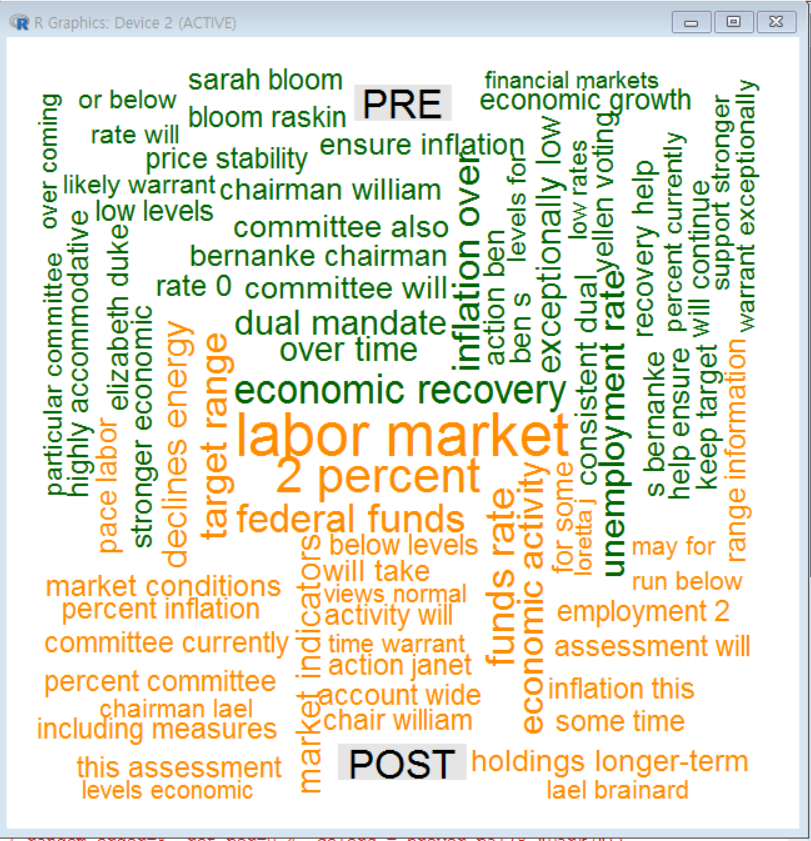 R Graphics: Device 2 (ACTIVE)
sarah bloom
financial markets
or below
PRE
economic growth
bloom raskin
rate will
ensure inflation
price stability
likely warrant
chairman william
low levels
committee also
bernanke chairman
rate 0
committee will
dual mandate
over time
economic recovery
over coming
particular committee
highly accommodative
elizabeth duke
stronger economic
inflation over
action ben
levels for
ben s
exceptionally low
low rates
yellen voting
consistent dual
unemployment rate
recovery help
percent currently
will continue
support stronger
warrant exceptionally
s bernanke
help ensure
keep target
pace labor
declines energy
target range
labor market
2 percent
federal funds
funds rate
economic activity
for some
loretta j
range information
market indicators
below levels
may for
will take
run below
market conditions
views normal
percent inflation
activity will
employment 2
committee currently
time warrant
assessment will
action janet
percent committee
account wide
inflation this
chairman lael
chair william
some time
including measures
this assessment
POST
holdings longer-term
levels economic
lael brainard